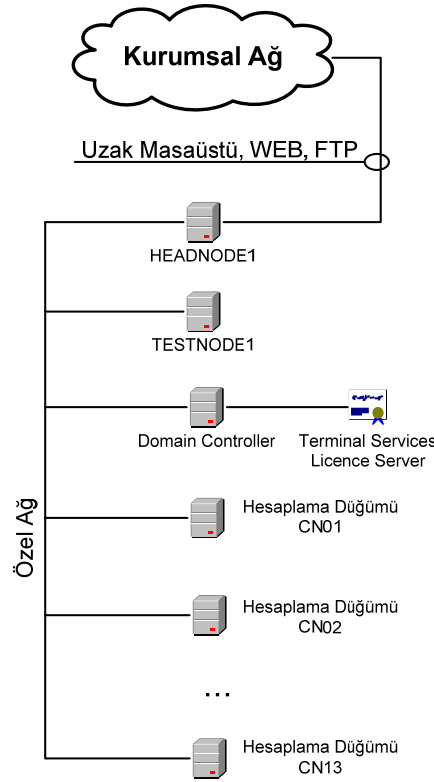 Kurumsal Ağ
Uzak Masaüstü, WEB, FTP
HEADNODE1
TESTNODE1
Domain Controller
Terminal Services
Licence Server
Özel Ağ
Hesaplama Düğümü
CN01
Hesaplama Düğümü
CN02
...
Hesaplama Düğümü
CN13